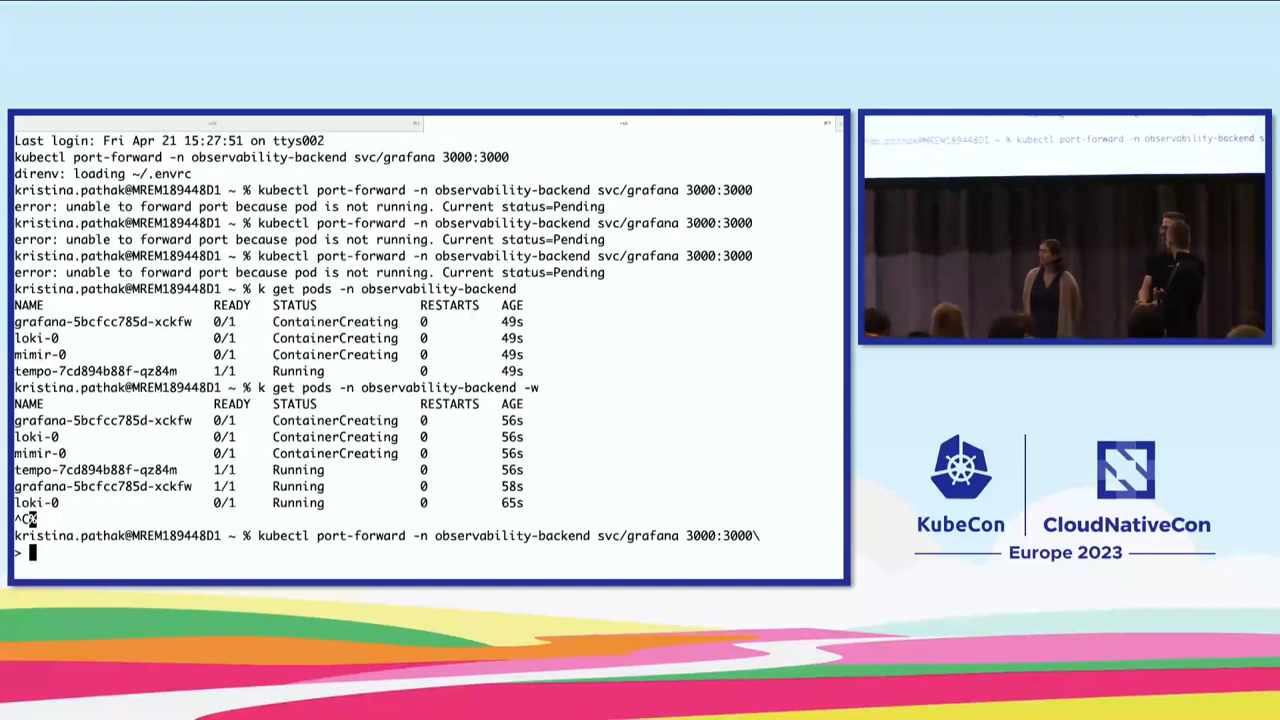 Last login: Fri Apr 21 15:27:51 on ttys002
kubectl port-forward -n observability-backend svc/grafana 3000:3000
direnv: loading ~/.envrc
kristina.pathak@MREM189448D1 ~ % kubectl port-forward -n observability-backend svc/grafana 3000:3000
error: unable to forward port because pod is not running. Current status=Pending
kristina.pathak@MREM189448D1 ~ % kubectl port-forward -n observability-backend svc/grafana 3000:3000
error: unable to forward port because pod is not running. Current status=Pending
kristina.pathak@MREM189448D1 ~ % kubectl port-forward -n observability-backend svc/grafana 3000:3000
error: unable to forward port because pod is not running. Current status=Pending
kristina.pathak@MREM189448D1 ~ % k get pods -n observability-backend
NAME READY STATUS RESTARTS AGE
grafana-5bcfcc785d-xckfw 0/1 ContainerCreating 0 49s
loki-0 0/1 ContainerCreating 0 49s
mimir-0 0/1 ContainerCreating 0 49s
tempo-7cd894b88f-qz84m 1/1 Running 0 49s
kristina.pathak@MREM189448D1 ~ % k get pods -n observability-backend -w
NAME READY STATUS RESTARTS AGE
grafana-5bcfcc785d-xckfw 0/1 ContainerCreating 0 56s
loki-0 0/1 ContainerCreating 0 56s
mimir-0 0/1 ContainerCreating 0 56s
tempo-7cd894b88f-qz84m 1/1 Running 0 56s
grafana-5bcfcc785d-xckfw 1/1 Running 0 58s
loki-0 0/1 Running 0 65s
^C%
kristina.pathak@MREM189448D1 ~ % kubectl port-forward -n observability-backend svc/grafana 3000:3000\
>
~ % kubectl port-forward -n observability-backend s
KubeCon
CloudNativeCon
Europe 2023